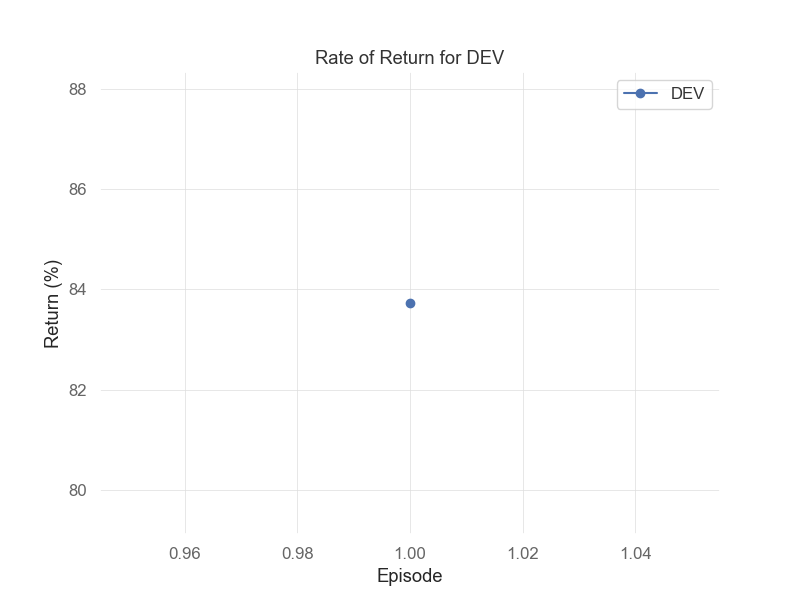 Rate of Return for DEV
DEV
88
86
84
82
80
Return (%)
0.96 0.98 1.00 1.02 1.04
Episode